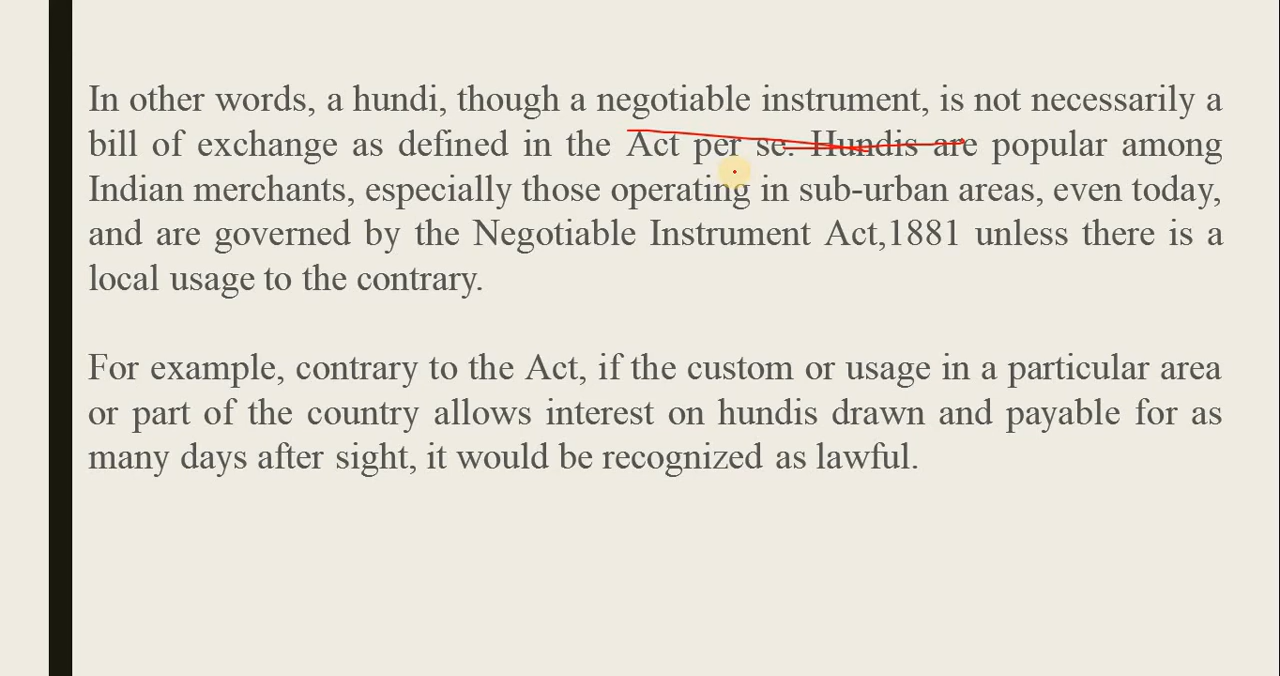 In other words, a hundi, though a negotiable instrument, is not necessarily a
bill of exchange as defined in the Act per se. Hundis are popular among
Indian merchants, especially those operating in sub-urban areas, even today,
and are governed by the Negotiable Instrument Act,1881 unless there is a
local usage to the contrary.
For example, contrary to the Act, if the custom or usage in a particular area
or part of the country allows interest on hundis drawn and payable for as
many days after sight, it would be recognized as lawful.